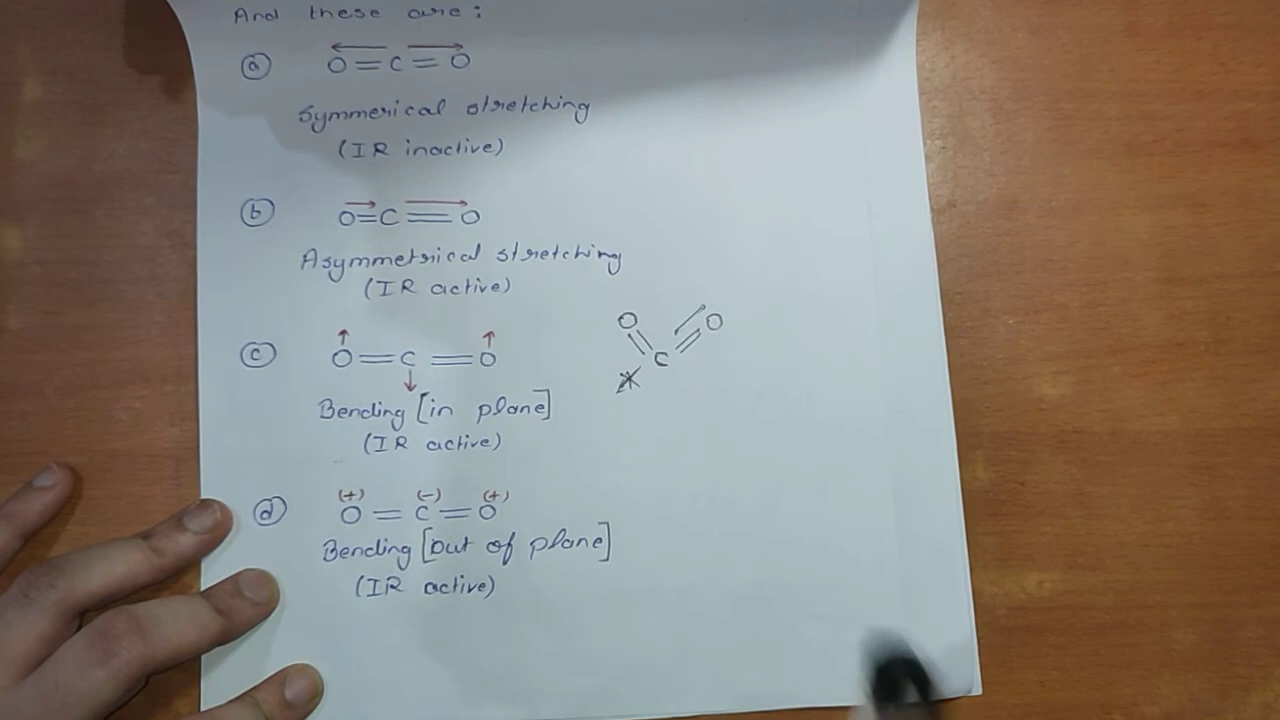 And these are :
(a) O = C = O
Symmerical stretching
(IR inactive)
(b) O=C=O
Asymmetrical stretching
(IR active)
(c) O = C = O
Bending [in plane]
(IR active)
O C O
(d) (+) (-) (+)
O = C = O
Bending [out of plane]
(IR active)